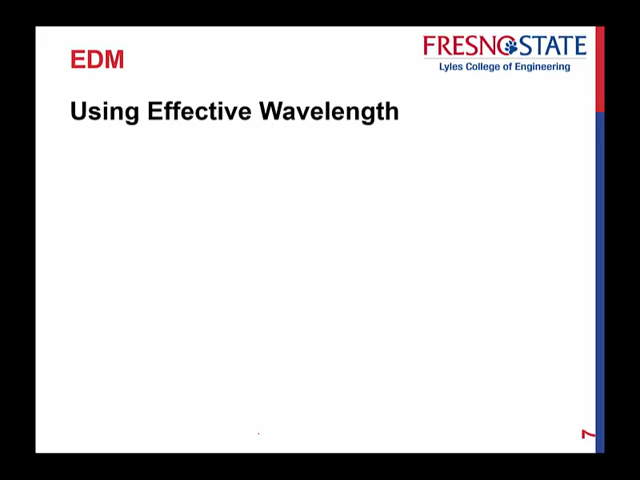 EDM
FRESNO STATE
Lyles College of Engineering
Using Effective Wavelength
7